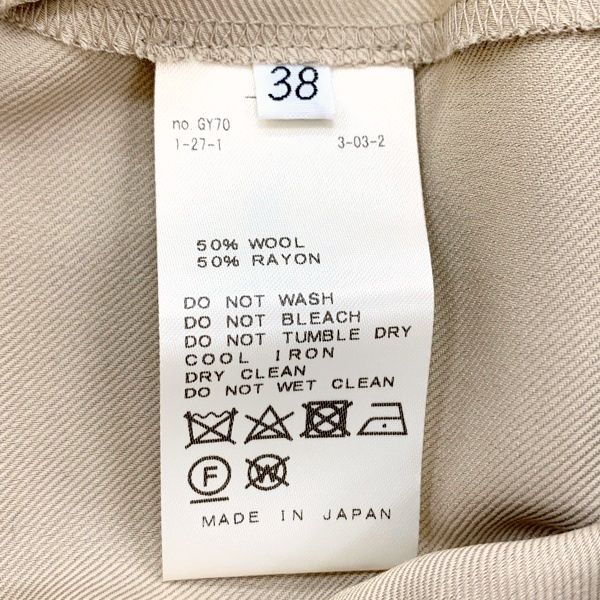 38
no. GY70
1-27-1 3-03-2
50% WOOL
50% RAYON
DO NOT WASH
DO NOT BLEACH
DO NOT TUMBLE DRY
COOL IRON
DRY CLEAN
DO NOT WET CLEAN
F W
MADE IN JAPAN